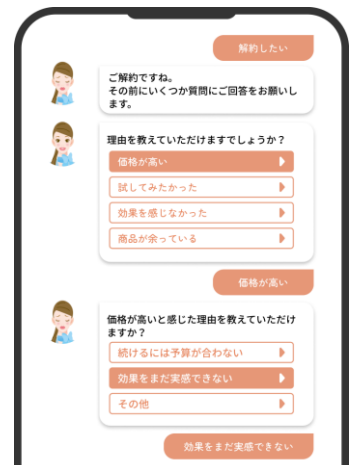 解約したい
ご解約ですね。
その前にいくつか質問にご回答をお願いし
ます。
理由を教えていただけますでしょうか？
価格が高い
試してみたかった
効果を感じなかった
商品が余っている
価格が高い
価格が高いと感じた理由を教えていただけ
ますか？
続けるには予算が合わない
効果をまだ実感できない
その他
効果をまだ実感できない